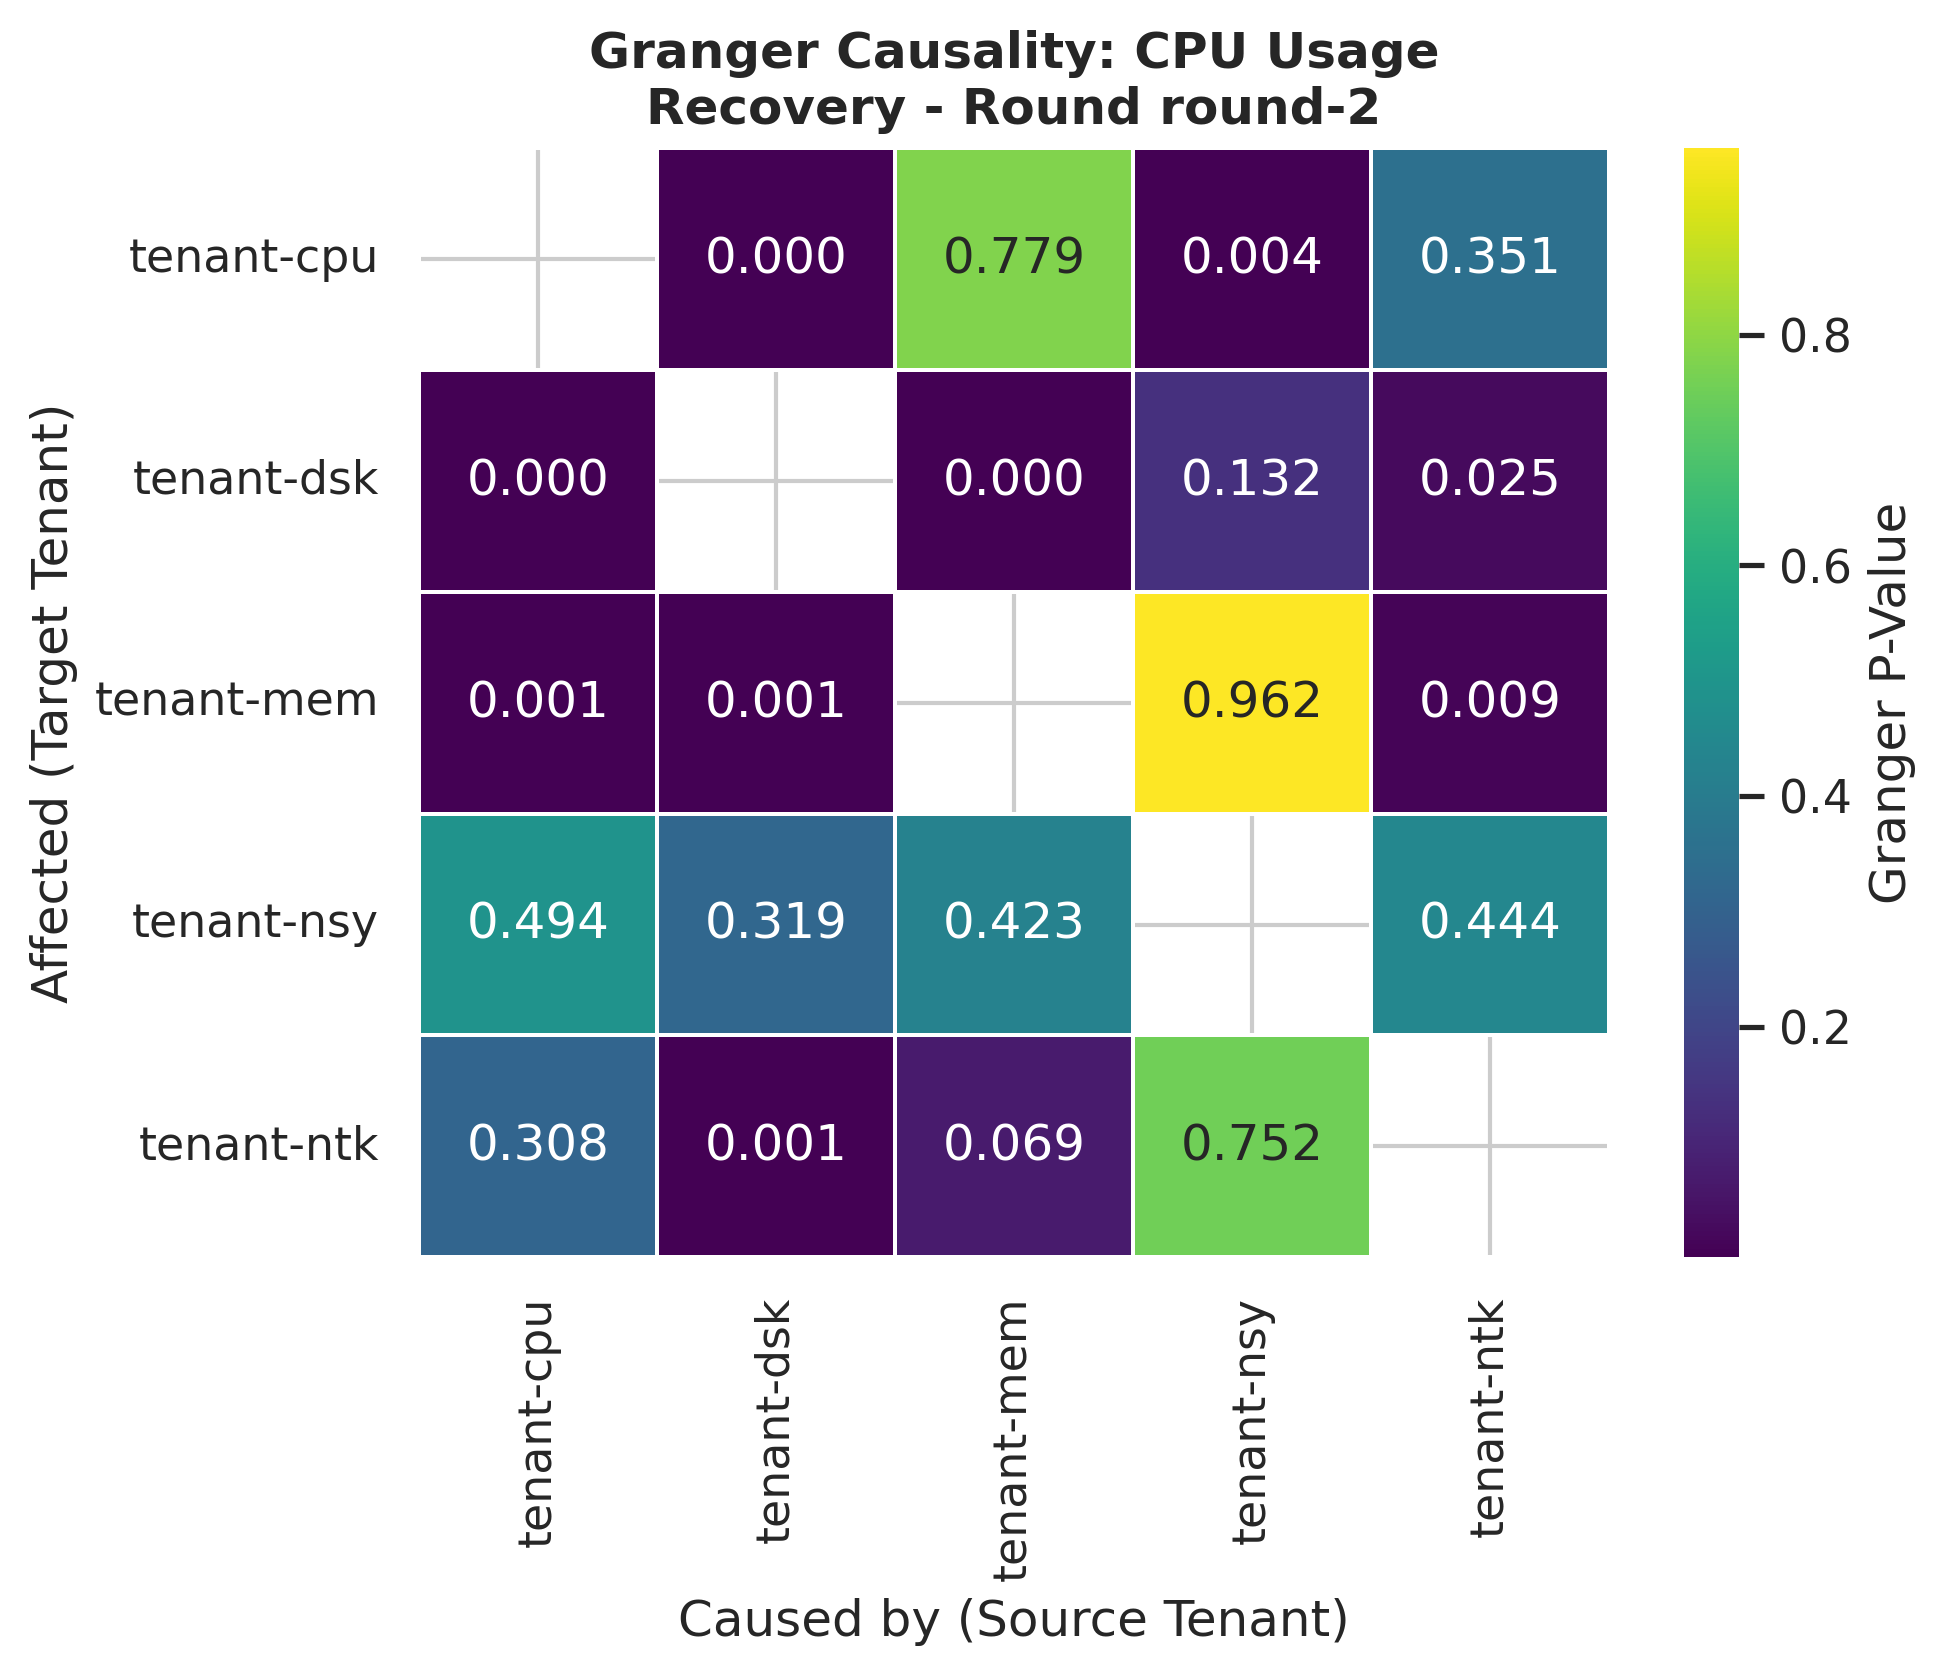 Granger Causality: CPU Usage
Recovery - Round round-2
Affected (Target Tenant)
tenant-cpu
0.000
0.779
0.004
0.351
tenant-dsk
0.000
0.000
0.132
0.025
tenant-mem
0.001
0.001
0.962
0.009
tenant-nsy
0.494
0.319
0.423
0.444
tenant-ntk
0.308
0.001
0.069
0.752
tenant-cpu
tenant-dsk
tenant-mem
tenant-nsy
tenant-ntk
Caused by (Source Tenant)
0.8
0.6
0.4
0.2
Granger P-Value